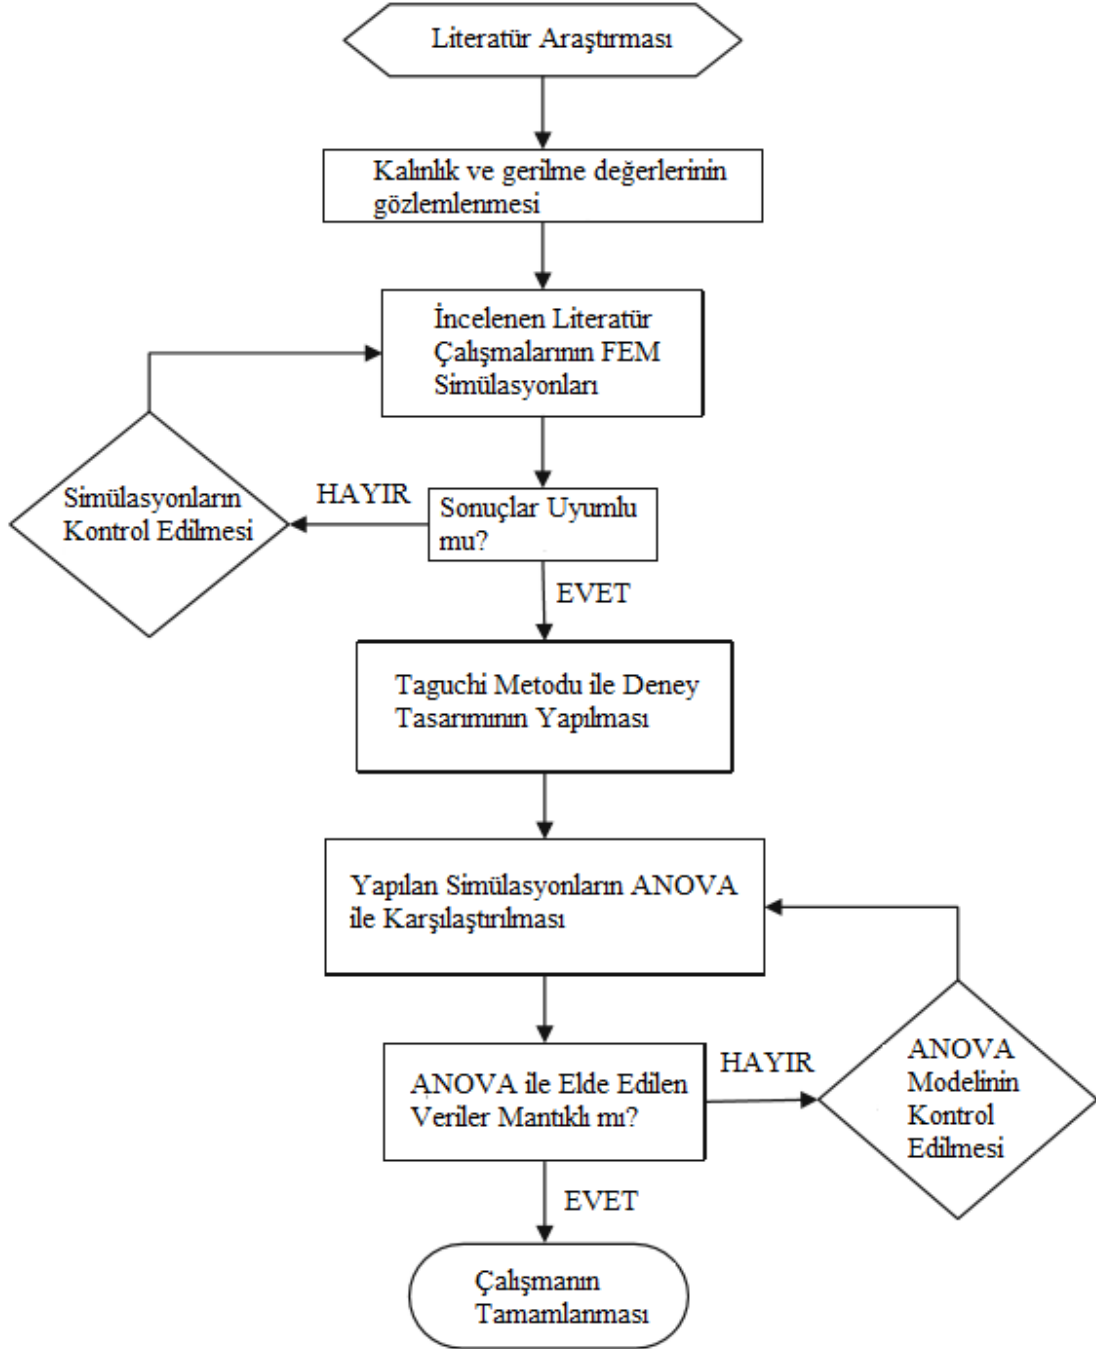 Literatür Araştırması
Kalınlık ve gerilme değerlerinin
gözlemlenmesi
İncelenen Literatür
Çalışmalarının FEM
Simülasyonları
Simülasyonların
Kontrol Edilmesi
HAYIR
Sonuçlar Uyumlu
mu?
EVET
Taguchi Metodu ile Deney
Tasarımının Yapılması
Yapılan Simülasyonların ANOVA
ile Karşılaştırılması
ANOVA ile Elde Edilen
Veriler Mantıklı mı?
HAYIR
ANOVA
Modelinin
Kontrol
Edilmesi
EVET
Çalışmanın
Tamamlanması